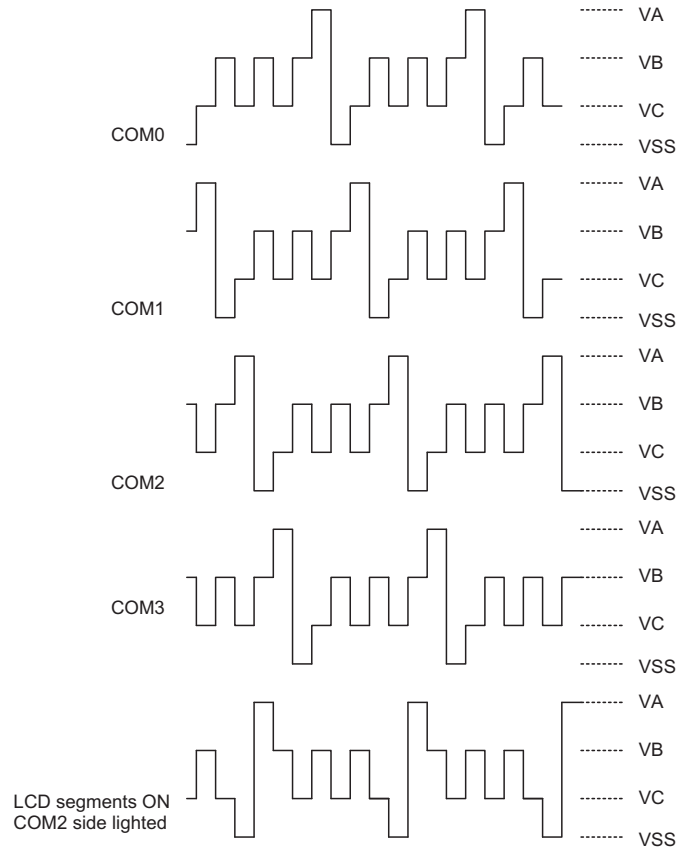 VA
VB
VC
COM0
VSS
VA
VB
VC
COM1
VSS
VA
VB
VC
COM2
VSS
VA
VB
COM3
VC
VSS
VA
VB
LCD segments ON
VC
COM2 side lighted
VSS